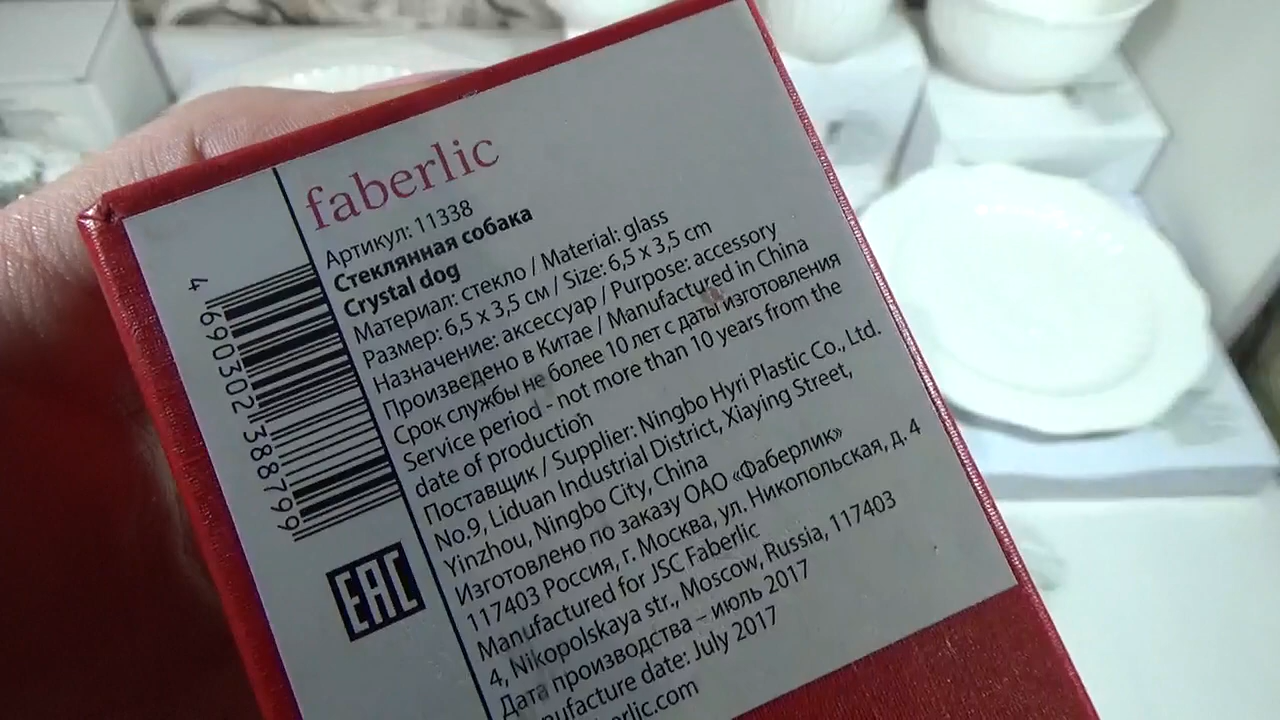 faberlic
Артикул: 11338
Стеклянная собака
Crystal dog
Материал: стекло / Material: glass
Размер: 6,5 х 3,5 см / Size: 6,5 x 3,5 cm
Назначение: аксессуар / Purpose: accessory
Произведено в Китае / Manufactured in China
Срок службы не более 10 лет с даты изготовления
Service period - not more than 10 years from the
date of production
Поставщик / Supplier: Ningbo Hyri Plastic Co., Ltd.
No.9, Liduan Industrial District, Xiaying Street,
Yinzhou, Ningbo City, China
Изготовлено по заказу ОАО «Фаберлик»
117403 Россия, г. Москва, ул. Никопольская, д. 4
Manufactured for JSC Faberlic
4, Nikopolskaya str., Moscow, Russia, 117403
Дата производства – июль 2017
nufacture date: July 2017
berlic.com
4 690302 388799
EAC